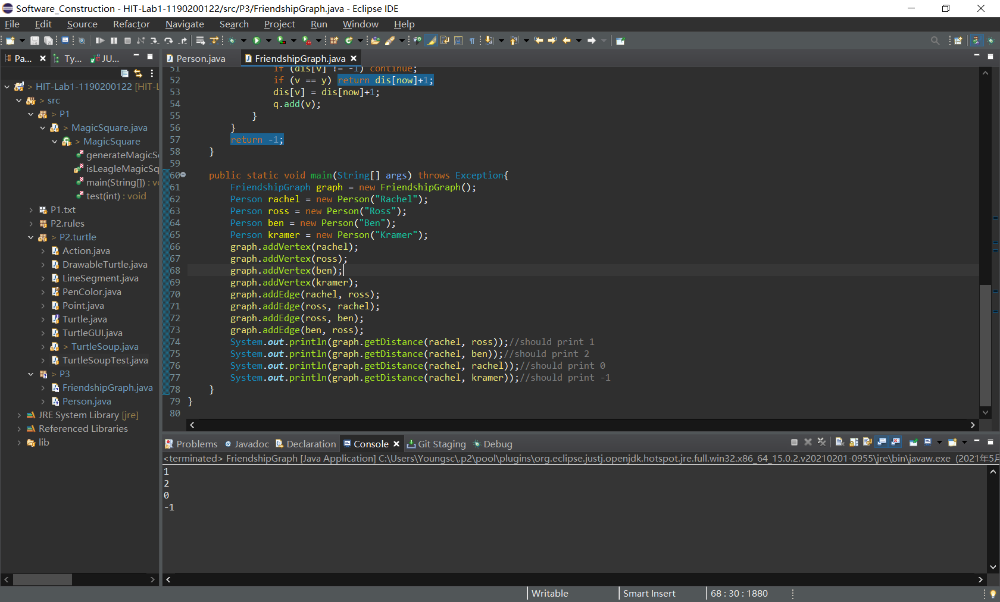 Software_Construction - HIT-Lab1-1190200122/src/P3/FriendshipGraph.java - Eclipse IDE
File Edit Source Refactor Navigate Search Project Run Window Help
Pa... Ty... JU...
Person.java FriendshipGraph.java
> HIT-Lab1-1190200122 [HIT-L
> src
> P1
> MagicSquare.java
> MagicSquare
generateMagicS
isLeagleMagicSq
main(String[]) : v
test(int) : void
P1.txt
P2.rules
> P2.turtle
Action.java
DrawableTurtle.java
LineSegment.java
PenColor.java
Point.java
Turtle.java
TurtleGUI.java
> TurtleSoup.java
TurtleSoupTest.java
> P3
FriendshipGraph.java
Person.java
JRE System Library [jre]
Referenced Libraries
lib
51 if (dis[v] != -1) continue;
52 if (v == y) return dis[now]+1;
53 dis[v] = dis[now]+1;
54 q.add(v);
55 }
56 }
57 return -1;
58 }
59
60 public static void main(String[] args) throws Exception{
61 FriendshipGraph graph = new FriendshipGraph();
62 Person rachel = new Person("Rachel");
63 Person ross = new Person("Ross");
64 Person ben = new Person("Ben");
65 Person kramer = new Person("Kramer");
66 graph.addVertex(rachel);
67 graph.addVertex(ross);
68 graph.addVertex(ben);
69 graph.addVertex(kramer);
70 graph.addEdge(rachel, ross);
71 graph.addEdge(ross, rachel);
72 graph.addEdge(ross, ben);
73 graph.addEdge(ben, ross);
74 System.out.println(graph.getDistance(rachel, ross));//should print 1
75 System.out.println(graph.getDistance(rachel, ben));//should print 2
76 System.out.println(graph.getDistance(rachel, rachel));//should print 0
77 System.out.println(graph.getDistance(rachel, kramer));//should print -1
78 }
79 }
80
Problems Javadoc Declaration Console Git Staging Debug
<terminated> FriendshipGraph [Java Application] C:\Users\Youngsc\.p2\pool\plugins\org.eclipse.justj.openjdk.hotspot.jre.full.win32.x86_64_15.0.2.v20210201-0955\jre\bin\javaw.exe (2021年5月
1
2
0
-1
Writable Smart Insert 68 : 30 : 1880